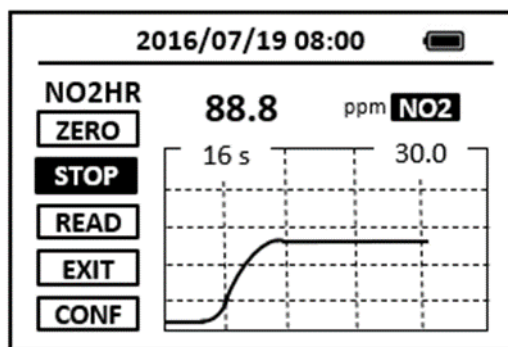 2016/07/19 08:00
NO2HR
88.8 ppm NO2
ZERO
16 s 30.0
STOP
READ
EXIT
CONF